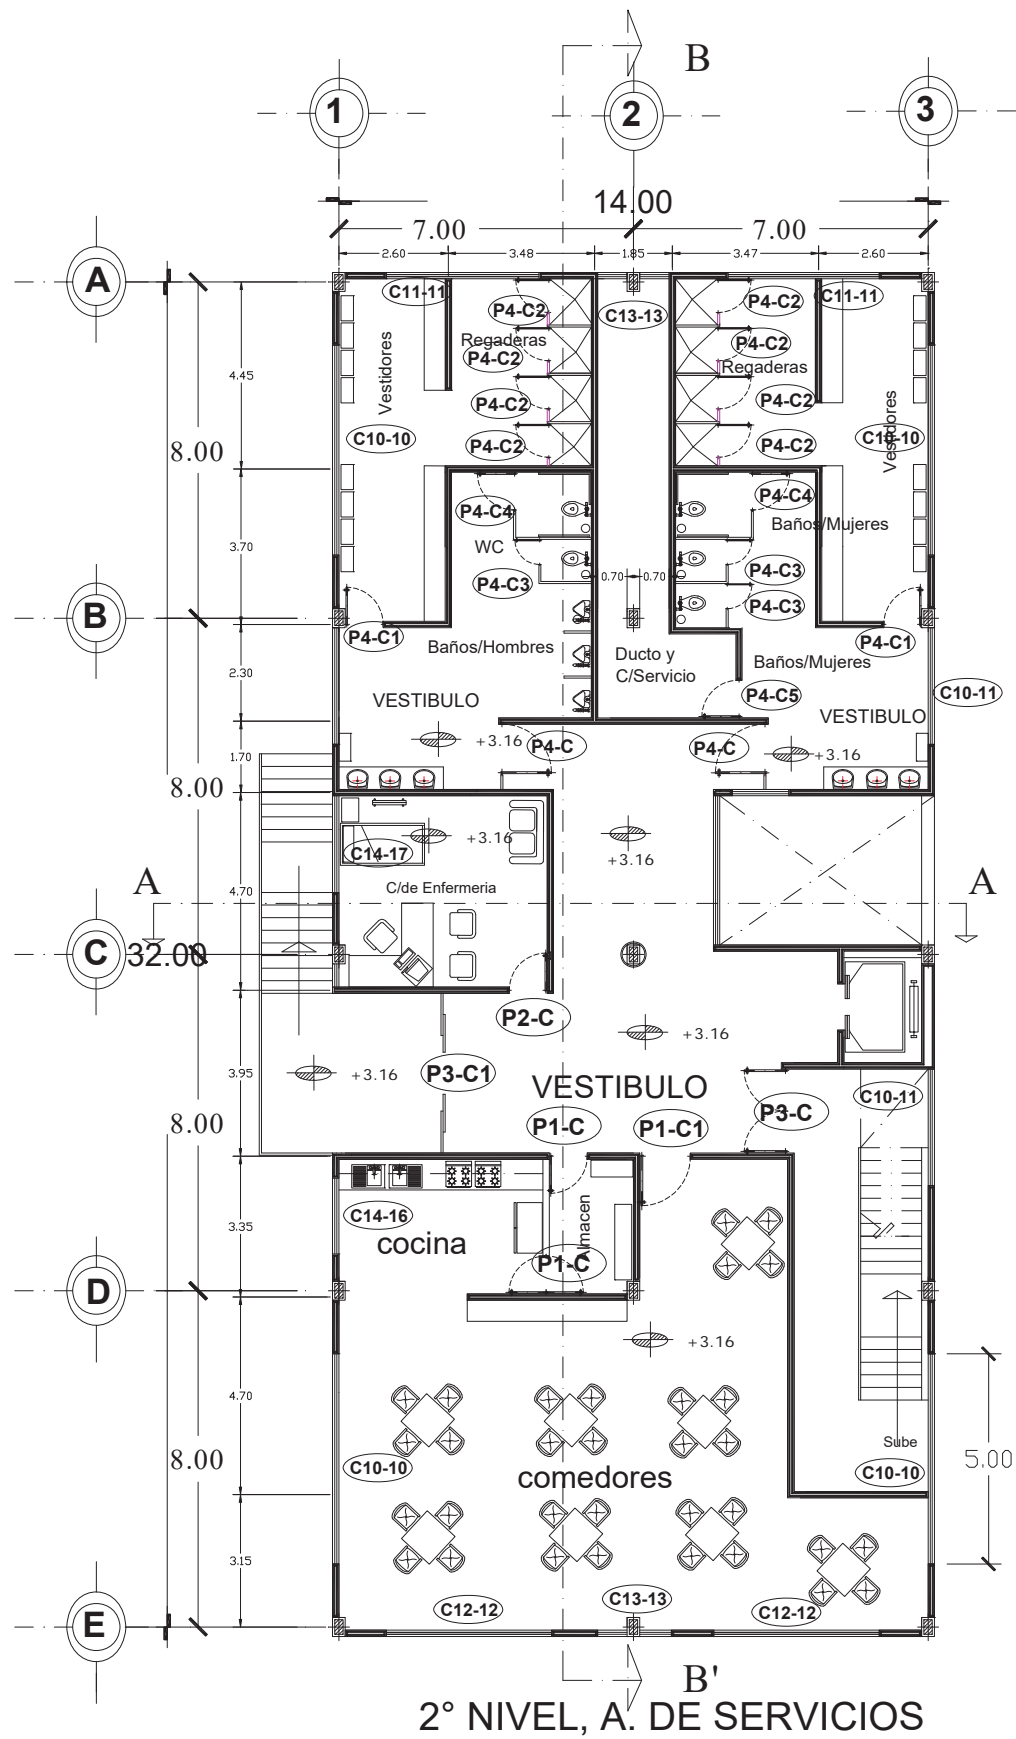 B
1
2
3
14.00
7.00
7.00
2.60
3.48
1.85
3.47
2.60
A
C11-11
P4-C2
C13-13
P4-C2
C11-11
Regaderas
P4-C2
P4-C2
Regaderas
Vestidores
4.45
P4-C2
P4-C2
Vestidores
8.00
C10-10
P4-C2
P4-C2
C10-10
P4-C4
P4-C4
Baños/Mujeres
3.70
WC
P4-C3
0.70
0.70
P4-C3
P4-C3
B
P4-C1
P4-C1
Baños/Hombres
Ducto y
C/Servicio
Baños/Mujeres
2.30
VESTIBULO
P4-C5
C10-11
VESTIBULO
+3.16
P4-C
P4-C
+3.16
1.70
8.00
+3.16
C14-17
+3.16
A
4.70
C/de Enfermeria
A
C
32.00
P2-C
+3.16
3.95
+3.16
P3-C1
VESTIBULO
C10-11
P3-C
8.00
P1-C
P1-C1
C14-16
3.35
cocina
Almacen
P1-C
D
+3.16
4.70
Sube
8.00
C10-10
comedores
C10-10
5.00
3.15
C12-12
C13-13
C12-12
E
B'
2° NIVEL, A. DE SERVICIOS